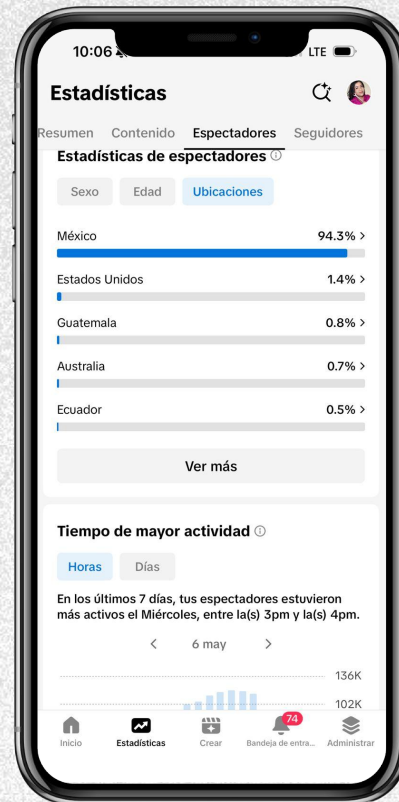 10:06
LTE
Estadísticas
Resumen Contenido Espectadores Seguidores
Estadísticas de espectadores
Sexo Edad Ubicaciones
México 94.3% >
Estados Unidos 1.4% >
Guatemala 0.8% >
Australia 0.7% >
Ecuador 0.5% >
Ver más
Tiempo de mayor actividad
Horas Días
En los últimos 7 días, tus espectadores estuvieron
más activos el Miércoles, entre la(s) 3pm y la(s) 4pm.
< 6 may >
136K
102K
74
Inicio Estadísticas Crear Bandeja de entra... Administrar